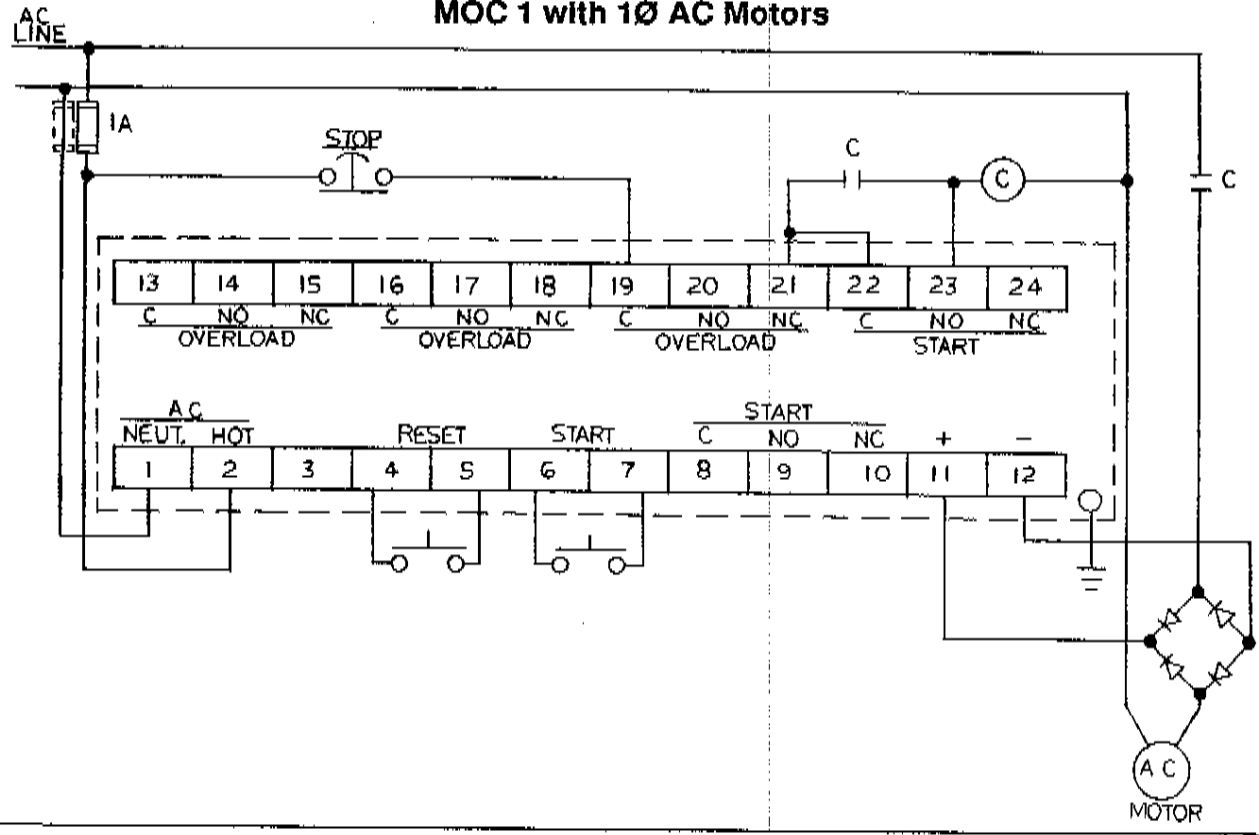 MOC 1 with 1Ø AC Motors
AC
LINE
1A
STOP
C
C
C
13 14 15 16 17 18 19 20 21 22 23 24
C NO NC C NO NC C NO NC C NO NC
OVERLOAD OVERLOAD OVERLOAD START
AC START
NEUT. HOT RESET START C NO NC + −
1 2 3 4 5 6 7 8 9 10 11 12
AC
MOTOR